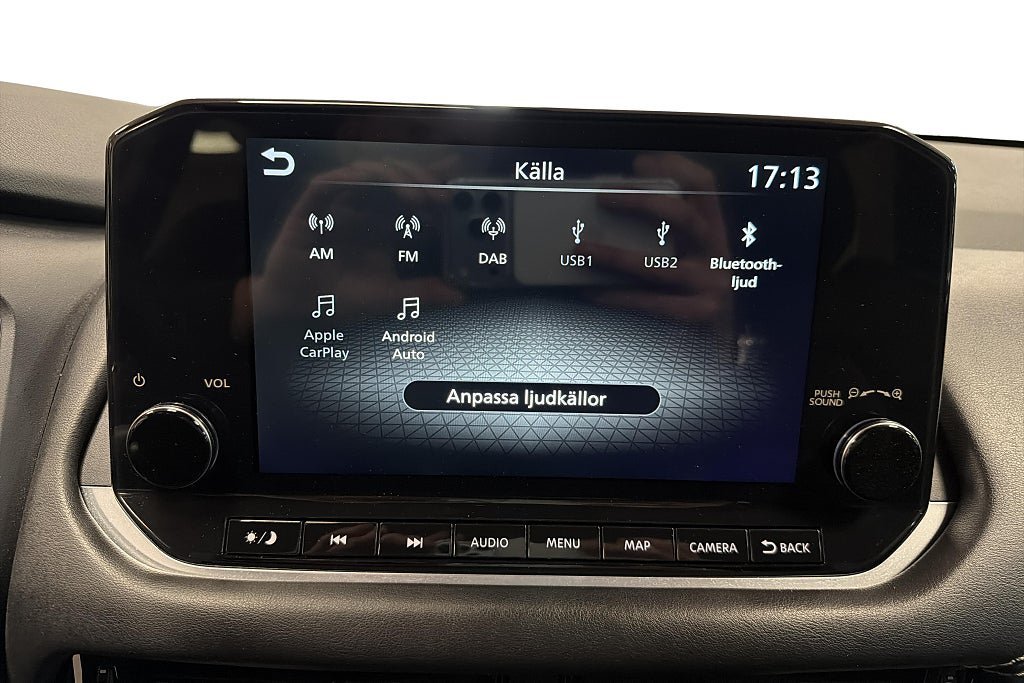 Källa
17:13
AM
FM
DAB
USB1
USB2
Bluetooth-
ljud
Apple
CarPlay
Android
Auto
Anpassa ljudkällor
VOL
PUSH
SOUND
AUDIO
MENU
MAP
CAMERA
BACK